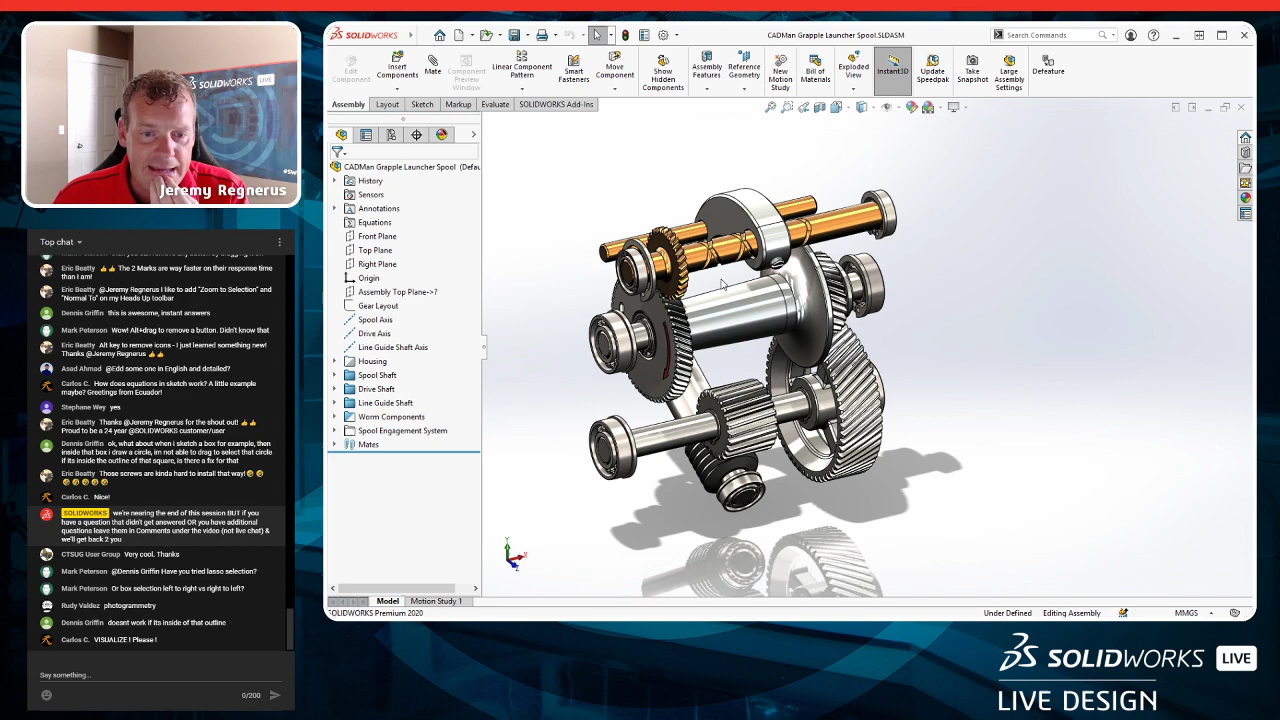 SOLIDWORKS LIVE
#SW
Jeremy Regnerus
Top chat
Eric Beatty 👍👍 The 2 Marks are way faster on their response time
than I am!
Eric Beatty @Jeremy Regnerus I like to add "Zoom to Selection" and
"Normal To" on my Heads Up toolbar
Dennis Griffin this is awesome, instant answers
Mark Peterson Wow! Alt+drag to remove a button. Didn't know that
Eric Beatty Alt key to remove icons - I just learned something new!
Thanks @Jeremy Regnerus 👍👍
Asad Ahmad @Edd some one in English and detailed?
Carlos C. How does equations in sketch work? A little example
maybe? Greetings from Ecuador!
Stephane Wey yes
Eric Beatty Thanks @Jeremy Regnerus for the shout out! 👍👍
Proud to be a 24 year @SOLIDWORKS customer/user
Dennis Griffin ok, what about when i sketch a box for example, then
inside that box i draw a circle, im not able to drag to select that circle
if its inside the outline of that square, is there a fix for that
Eric Beatty Those screws are kinda hard to install that way!
Carlos C. Nice!
SOLIDWORKS we're nearing the end of this session BUT if you
have a question that didn't get answered OR you have additional
questions leave them in Comments under the video (not live chat) &
we'll get back 2 you
CTSUG User Group Very cool. Thanks
Mark Peterson @Dennis Griffin Have you tried lasso selection?
Mark Peterson Or box selection left to right vs right to left?
Rudy Valdez photogrammetry
Dennis Griffin doesnt work if its inside of that outline
Carlos C. VISUALIZE ! Please !
Say something...
0/200
SOLIDWORKS
CADMan Grapple Launcher Spool.SLDASM
Search Commands
Edit Component
Insert Components
Mate
Component Preview Window
Linear Component Pattern
Smart Fasteners
Move Component
Show Hidden Components
Assembly Features
Reference Geometry
New Motion Study
Bill of Materials
Exploded View
Instant3D
Update Speedpak
Take Snapshot
Large Assembly Settings
Defeature
Assembly Layout Sketch Markup Evaluate SOLIDWORKS Add-Ins
CADMan Grapple Launcher Spool (Defau
History
Sensors
Annotations
Equations
Front Plane
Top Plane
Right Plane
Origin
Assembly Top Plane->?
Gear Layout
Spool Axis
Drive Axis
Line Guide Shaft Axis
Housing
Spool Shaft
Drive Shaft
Line Guide Shaft
Worm Components
Spool Engagement System
Mates
Y
X
Z
Model Motion Study 1
SOLIDWORKS Premium 2020
Under Defined Editing Assembly MMGS
SOLIDWORKS LIVE
LIVE DESIGN